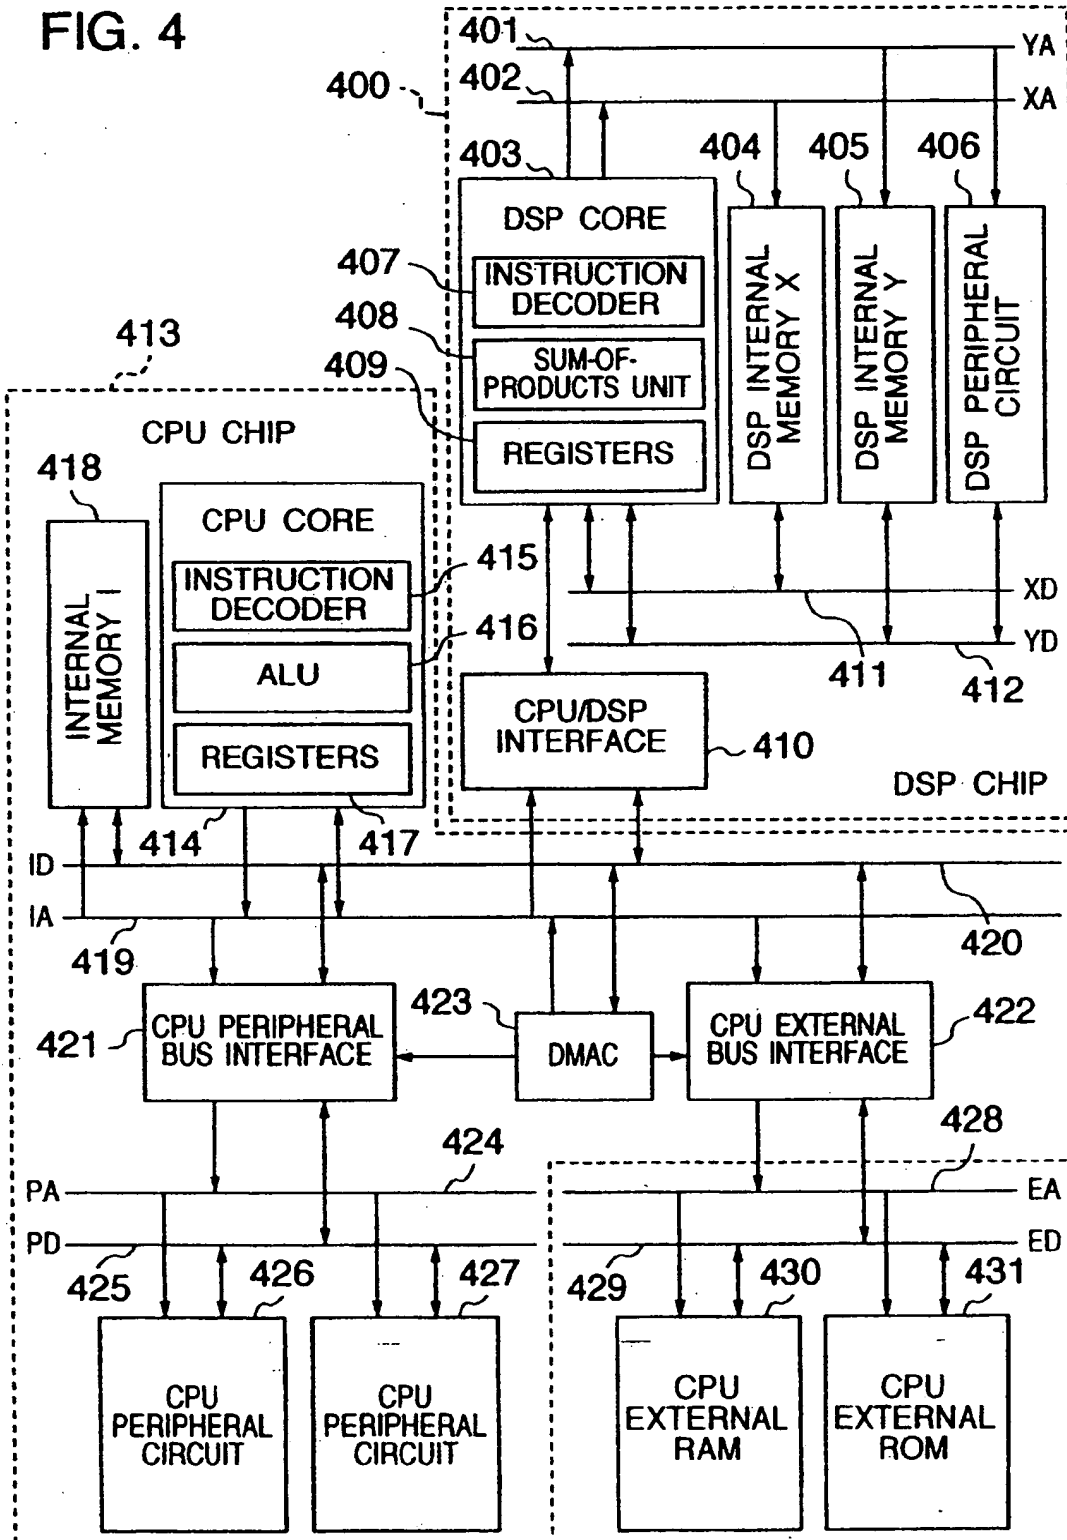 FIG. 4
401
YA
400
402
XA
403
404
405
406
DSP CORE
407
INSTRUCTION
DECODER
408
SUM-OF-
PRODUCTS UNIT
409
REGISTERS
DSP INTERNAL
MEMORY X
DSP INTERNAL
MEMORY Y
DSP PERIPHERAL
CIRCUIT
413
CPU CHIP
418
CPU CORE
415
INSTRUCTION
DECODER
416
ALU
REGISTERS
INTERNAL
MEMORY I
XD
YD
411
412
CPU/DSP
INTERFACE
410
DSP CHIP
414
417
ID
IA
419
420
421
CPU PERIPHERAL
BUS INTERFACE
423
DMAC
CPU EXTERNAL
BUS INTERFACE
422
424
428
PA
EA
PD
ED
425
426
427
429
430
431
CPU
PERIPHERAL
CIRCUIT
CPU
PERIPHERAL
CIRCUIT
CPU
EXTERNAL
RAM
CPU
EXTERNAL
ROM